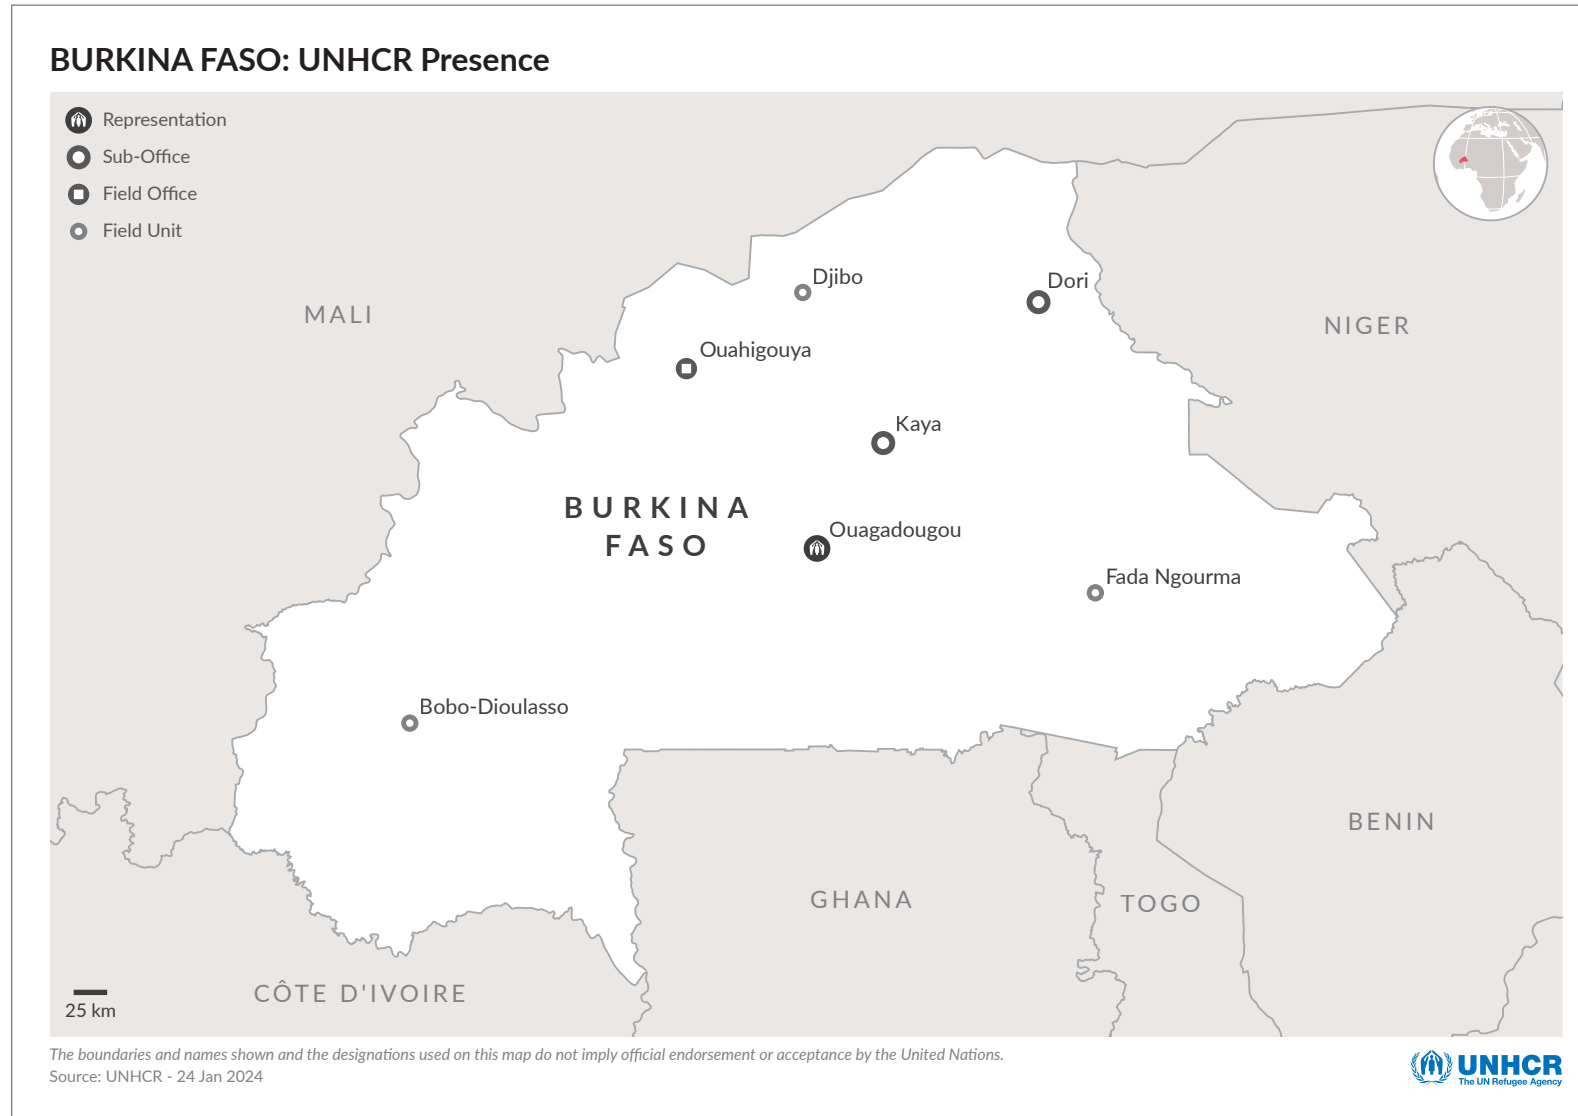 BURKINA FASO: UNHCR Presence
Representation
Sub-Office
Field Office
Field Unit
Djibo
Dori
MALI
NIGER
Ouahigouya
Kaya
BURKINA
FASO
Ouagadougou
Fada Ngourma
Bobo-Dioulasso
BENIN
GHANA
TOGO
CÔTE D'IVOIRE
25 km
The boundaries and names shown and the designations used on this map do not imply official endorsement or acceptance by the United Nations.
Source: UNHCR - 24 Jan 2024
UNHCR
The UN Refugee Agency